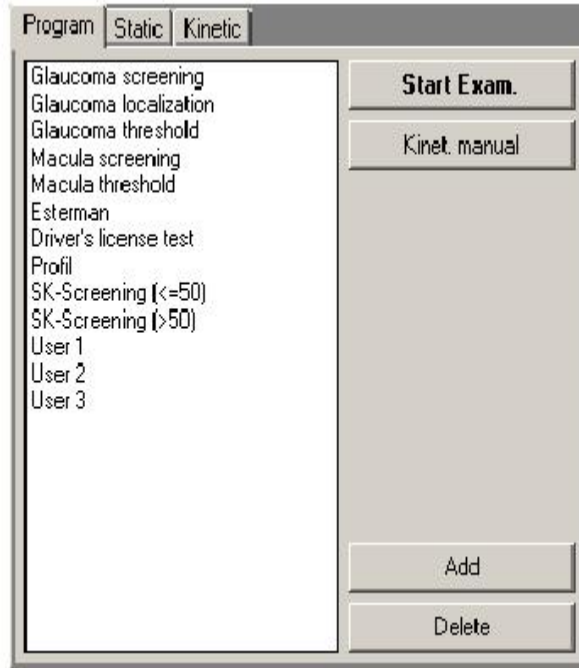 Program Static Kinetic
Glaucoma screening
Glaucoma localization
Glaucoma threshold
Macula screening
Macula threshold
Esterman
Driver's license test
Profil
SK-Screening (<=50)
SK-Screening (>50)
User 1
User 2
User 3
Start Exam.
Kinet. manual
Add
Delete